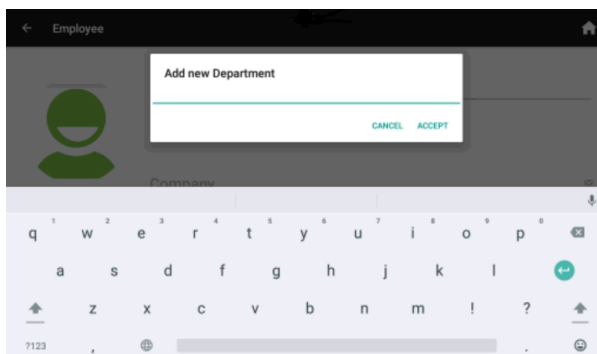 Employee
Add new Department
CANCEL ACCEPT
Company
q 1 w 2 e 3 r 4 t 5 y 6 u 7 i 8 o 9 p 0
a s d f g h j k l
z x c v b n m ! ?
?123 , .